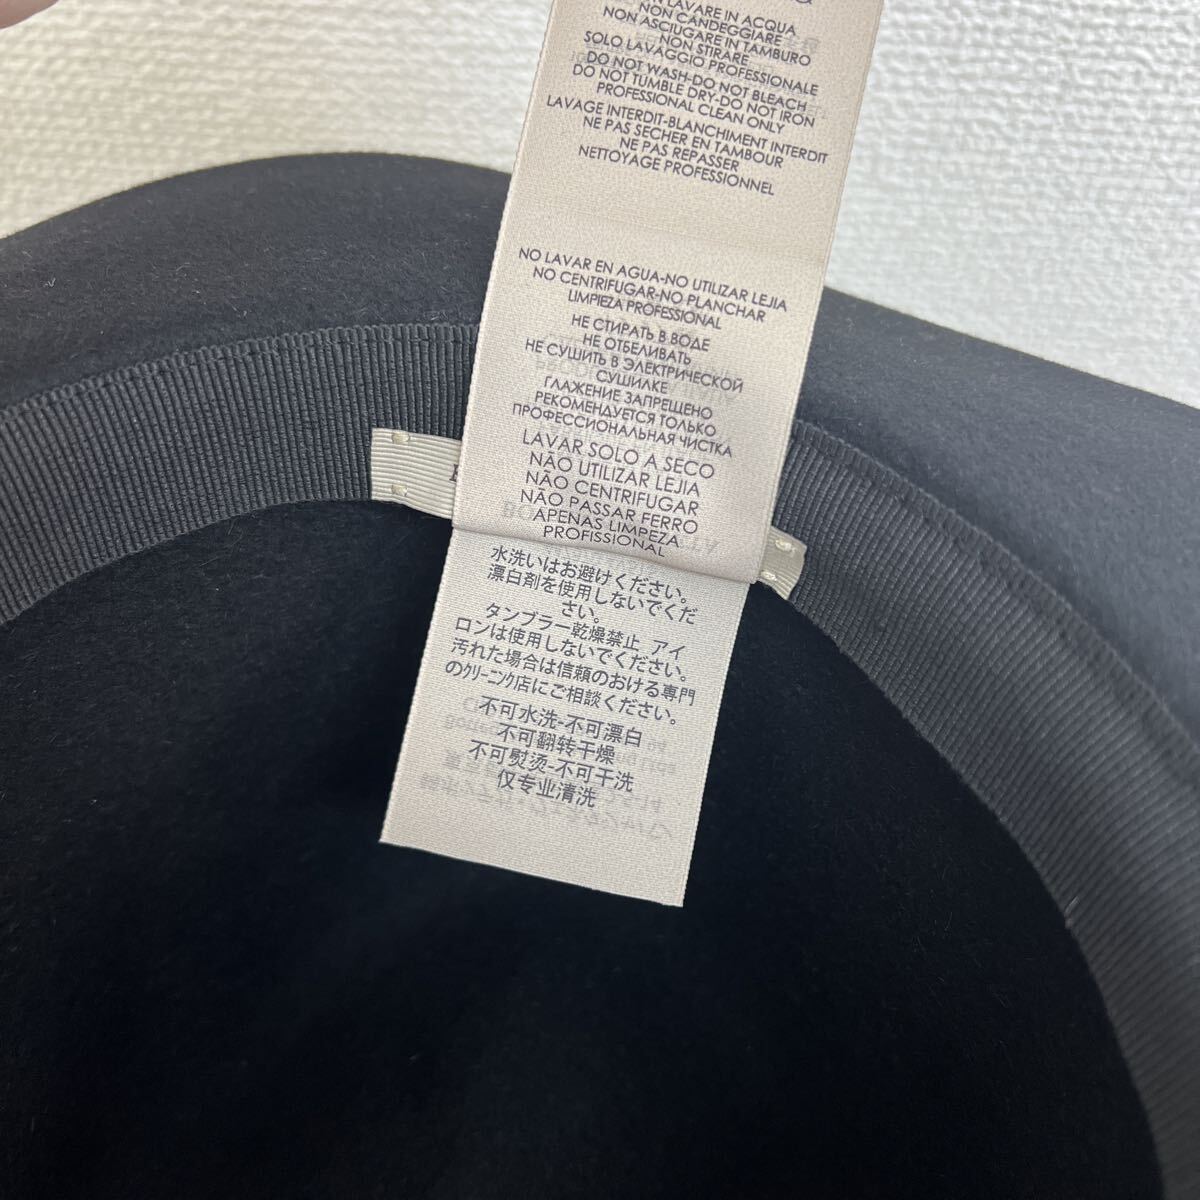 LAVARE IN ACQUA
NON CANDEGGIARE
NON ASCIUGARE IN TAMBURO
NON STIRARE
SOLO LAVAGGIO PROFESSIONALE
DO NOT WASH-DO NOT BLEACH
DO NOT TUMBLE DRY-DO NOT IRON
PROFESSIONAL CLEAN ONLY
LAVAGE INTERDIT-BLANCHIMENT INTERDIT
NE PAS SECHER EN TAMBOUR
NE PAS REPASSER
NETTOYAGE PROFESSIONNEL
NO LAVAR EN AGUA-NO UTILIZAR LEJIA
NO CENTRIFUGAR-NO PLANCHAR
LIMPIEZA PROFESSIONAL
НЕ СТИРАТЬ В ВОДЕ
НЕ ОТБЕЛИВАТЬ
НЕ СУШИТЬ В ЭЛЕКТРИЧЕСКОЙ
СУШИЛКЕ
ГЛАЖЕНИЕ ЗАПРЕЩЕНО
РЕКОМЕНДУЕТСЯ ТОЛЬКО
ПРОФЕССИОНАЛЬНАЯ ЧИСТКА
LAVAR SOLO A SECO
NÃO UTILIZAR LEJIA
NÃO CENTRIFUGAR
NÃO PASSAR FERRO
APENAS LIMPEZA
PROFISSIONAL
水洗いはお避けください。
漂白剤を使用しないでくだ
さい。
タンブラー乾燥禁止 アイ
ロンは使用しないでください。
汚れた場合は信頼のおける専門
のクリーニング店にご相談ください。
不可水洗-不可漂白
不可翻转干燥
不可熨烫-不可干洗
仅专业清洗